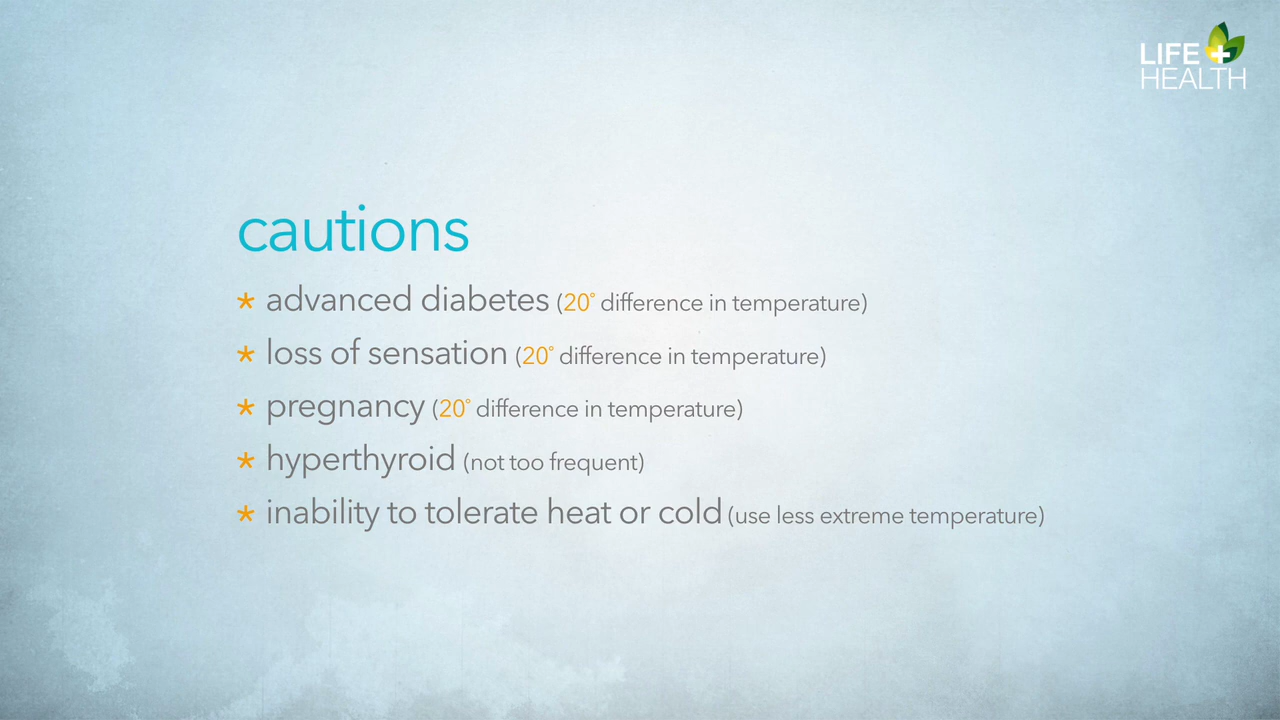 LIFE +
HEALTH
cautions
* advanced diabetes (20° difference in temperature)
* loss of sensation (20° difference in temperature)
* pregnancy (20° difference in temperature)
* hyperthyroid (not too frequent)
* inability to tolerate heat or cold (use less extreme temperature)